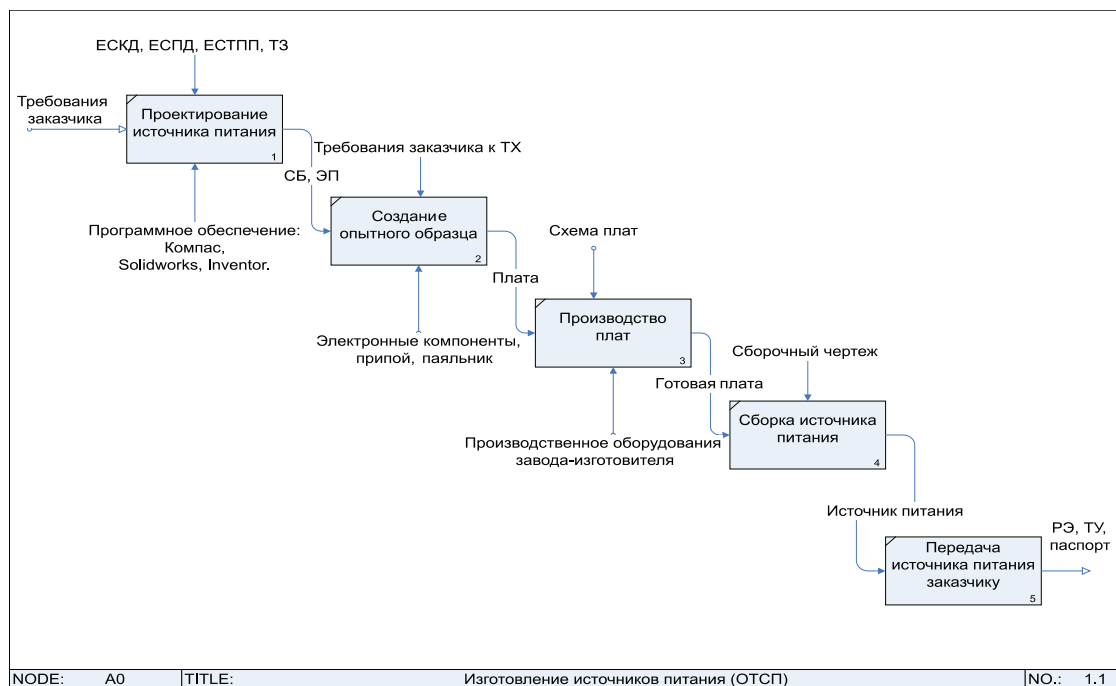 ЕСКД, ЕСПД, ЕСТПП, ТЗ
Требования
заказчика
Проектирование
источника питания
1
Требования заказчика к ТХ
СБ, ЭП
Программное обеспечение:
Компас,
Solidworks, Inventor.
Создание
опытного образца
2
Схема плат
Плата
Электронные компоненты,
припой, паяльник
Производство
плат
3
Сборочный чертеж
Готовая плата
Производственное оборудования
завода-изготовителя
Сборка источника
питания
4
Источник питания
РЭ, ТУ,
паспорт
Передача
источника питания
заказчику
5
NODE: A0 TITLE: Изготовление источников питания (ОТСП) NO.: 1.1